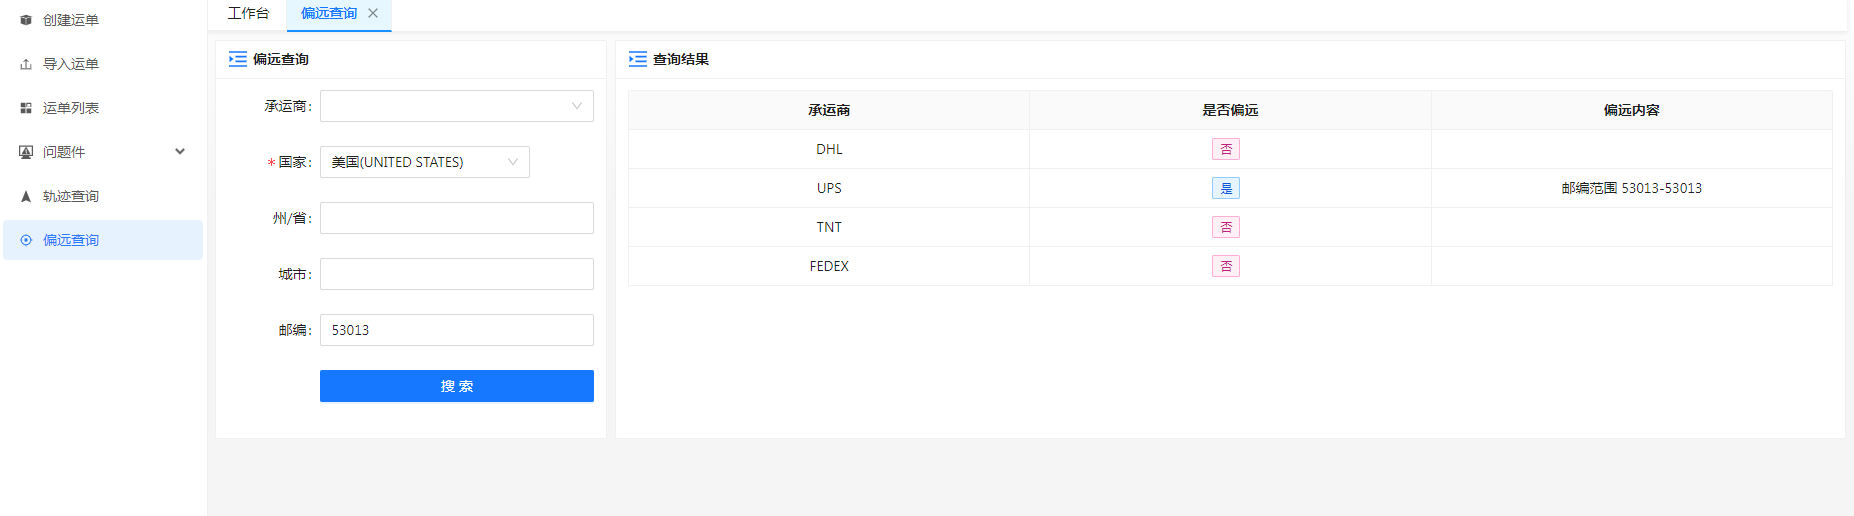 创建运单
导入运单
运单列表
问题件
轨迹查询
偏远查询
工作台
偏远查询
偏远查询
承运商:
* 国家: 美国(UNITED STATES)
州/省:
城市:
邮编: 53013
搜 索
查询结果
承运商 是否偏远 偏远内容
DHL 否
UPS 是 邮编范围 53013-53013
TNT 否
FEDEX 否